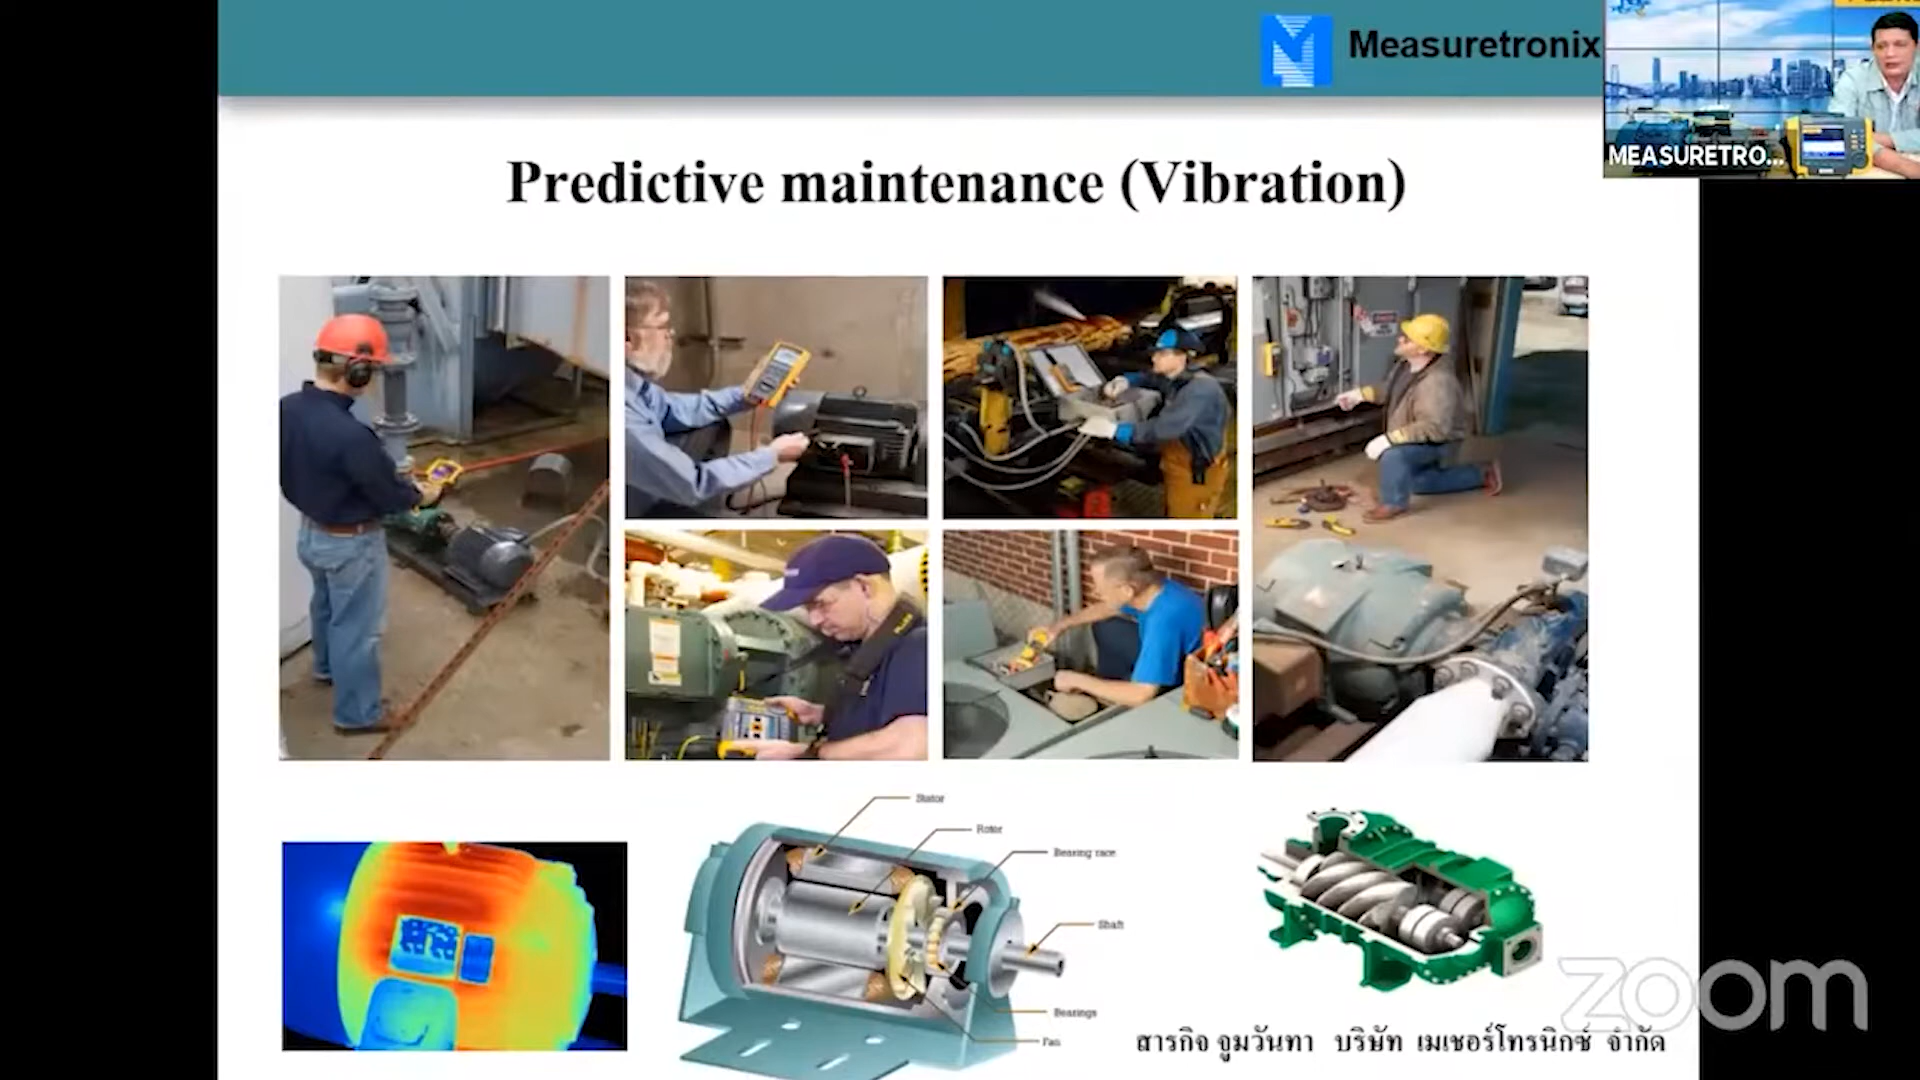 Measuretronix
MEASURETRO...
Predictive maintenance (Vibration)
Stator
Rotor
Bearing race
Shaft
Bearings
Fan
สารกิจ จูมวันทา บริษัท เมเชอร์โทรนิกซ์ จำกัด
zoom